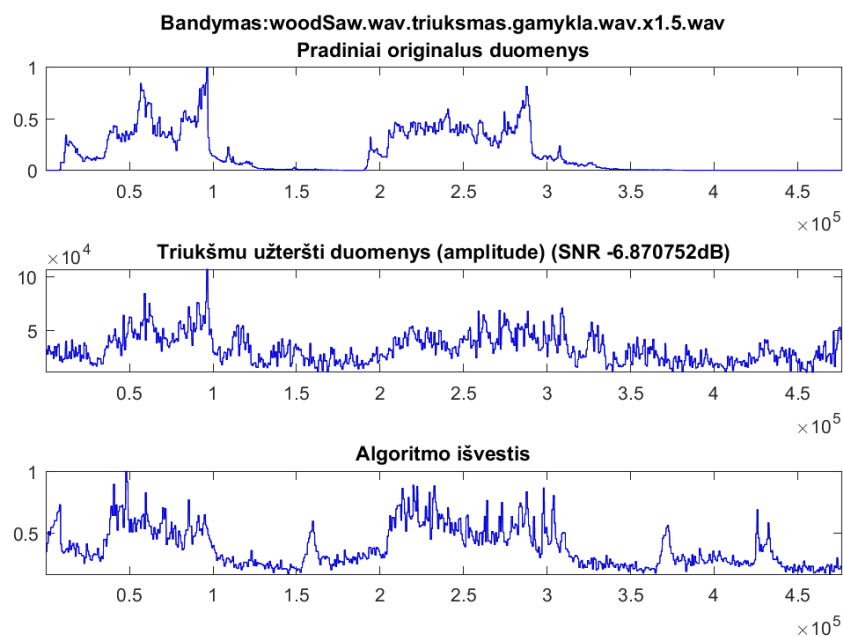 Bandymas:woodSaw.wav.triuksmas.gamykla.wav.x1.5.wav
Pradiniai originalus duomenys
1
0.5
0
0.5 1 1.5 2 2.5 3 3.5 4 4.5
×10^5
Triukšmu užteršti duomenys (amplitude) (SNR -6.870752dB)
×10^4
10
5
0.5 1 1.5 2 2.5 3 3.5 4 4.5
×10^5
Algoritmo išvestis
1
0.5
0.5 1 1.5 2 2.5 3 3.5 4 4.5
×10^5